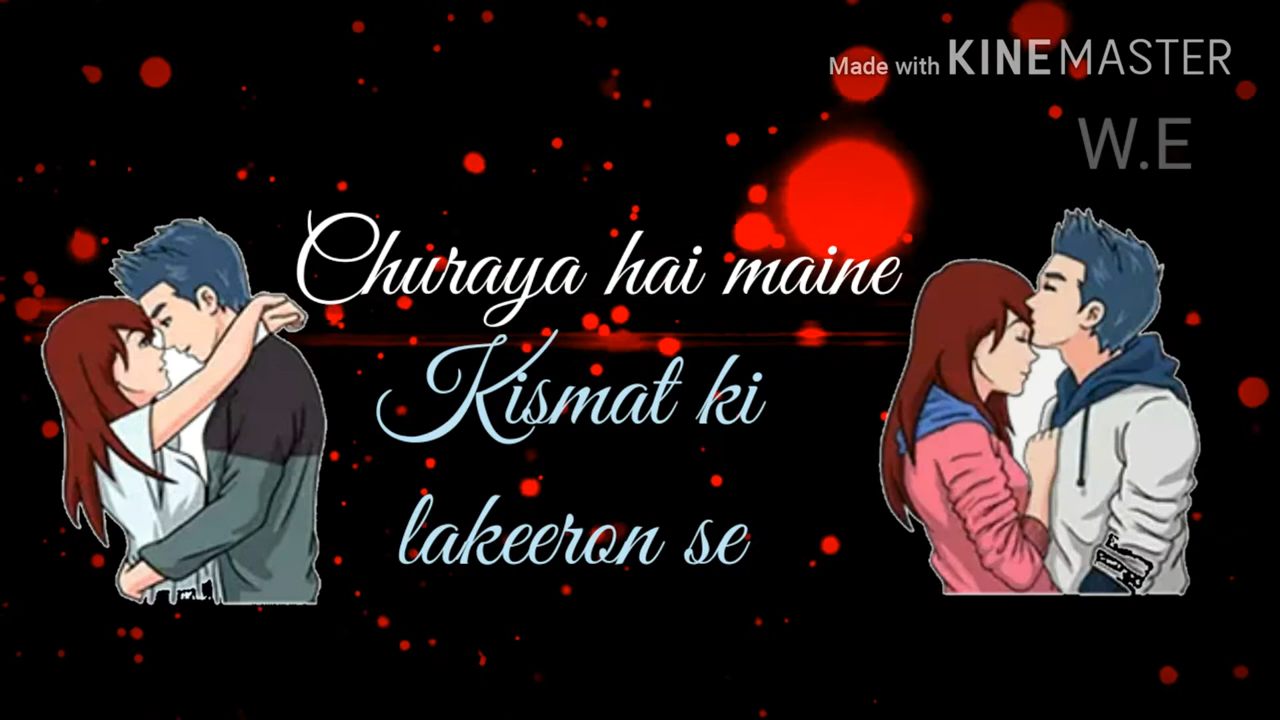 Made with KINEMASTER
W.E
Churaya hai maine
Kismat ki
lakeeron se